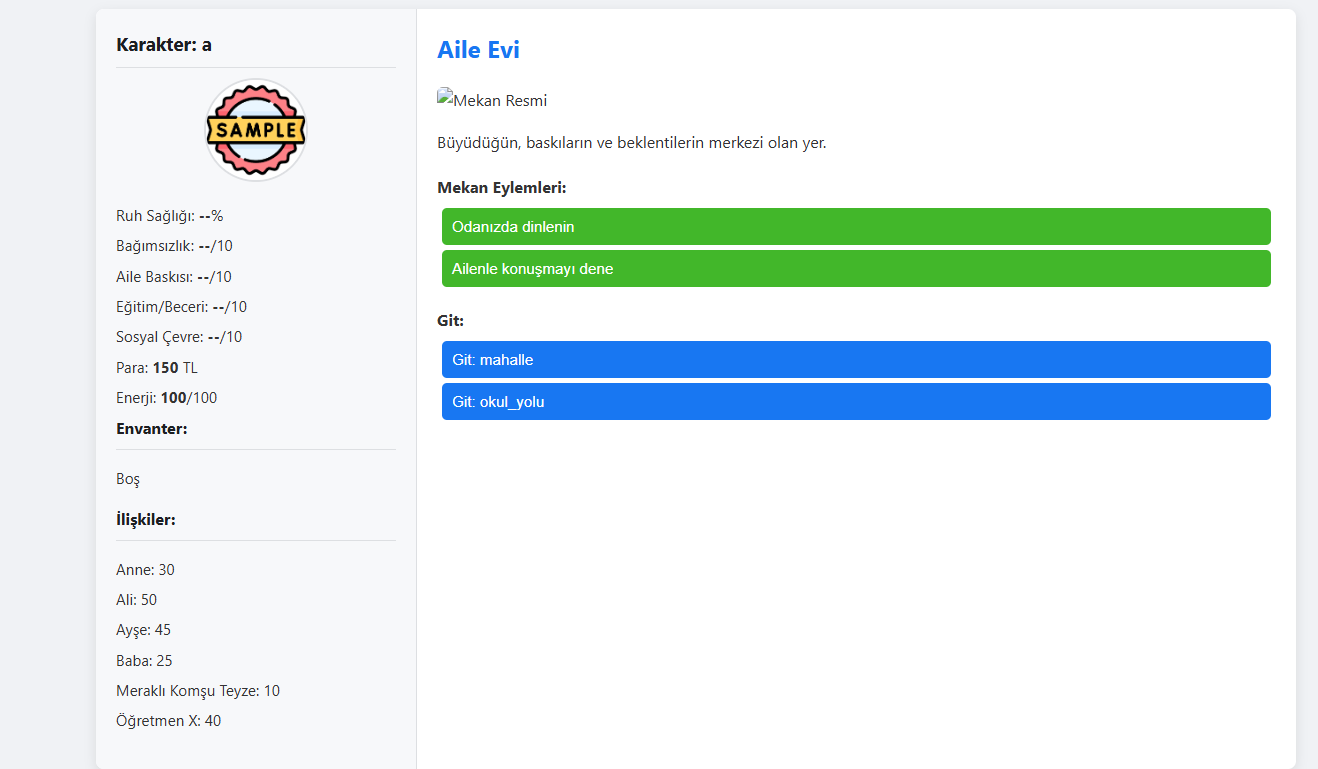 Karakter: a
SAMPLE
Ruh Sağlığı: --%
Bağımsızlık: --/10
Aile Baskısı: --/10
Eğitim/Beceri: --/10
Sosyal Çevre: --/10
Para: 150 TL
Enerji: 100/100
Envanter:
Boş
İlişkiler:
Anne: 30
Ali: 50
Ayşe: 45
Baba: 25
Meraklı Komşu Teyze: 10
Öğretmen X: 40
Aile Evi
Mekan Resmi
Büyüdüğün, baskıların ve beklentilerin merkezi olan yer.
Mekan Eylemleri:
Odanızda dinlenin
Ailenle konuşmayı dene
Git:
Git: mahalle
Git: okul_yolu